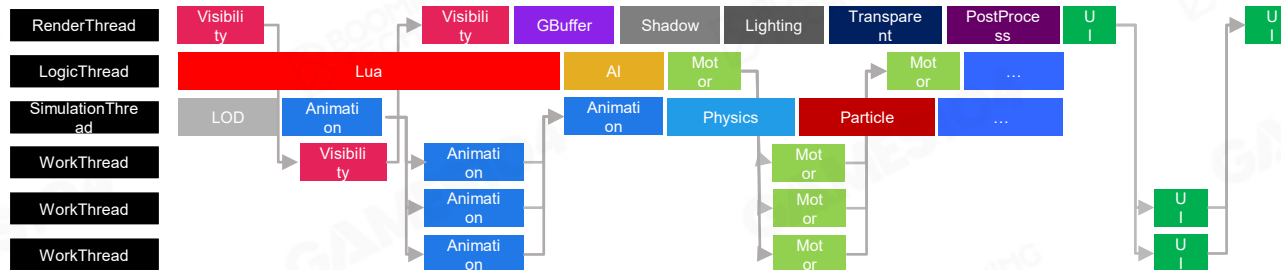 RenderThread
Visibili
ty
Visibili
ty
GBuffer
Shadow
Lighting
Transpare
nt
PostProce
ss
U
I
U
I
LogicThread
Lua
AI
Mot
or
Mot
or
...
SimulationThre
ad
LOD
Animati
on
Animati
on
Physics
Particle
...
WorkThread
Visibili
ty
Animati
on
Mot
or
WorkThread
Animati
on
Mot
or
U
I
WorkThread
Animati
on
Mot
or
U
I